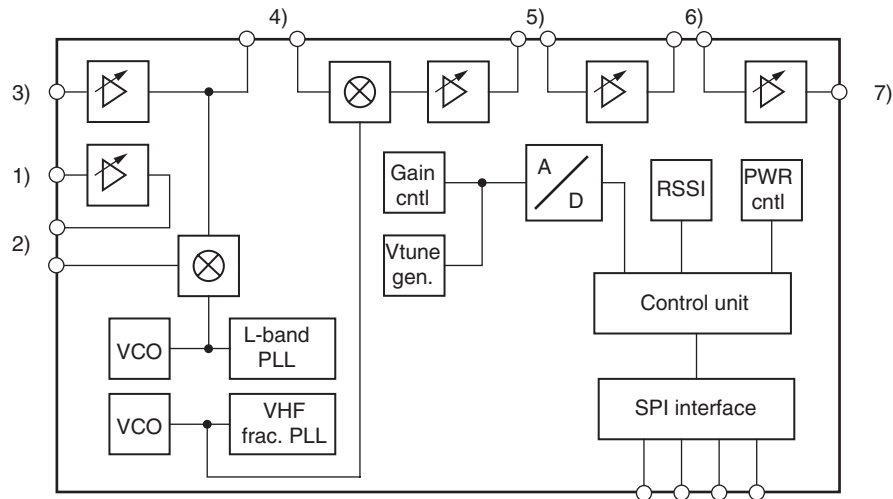 4)
5)
6)
3)
7)
1)
2)
Gain
cntl
A
D
RSSI
PWR
cntl
Vtune
gen.
Control unit
VCO
L-band
PLL
VCO
VHF
frac. PLL
SPI interface